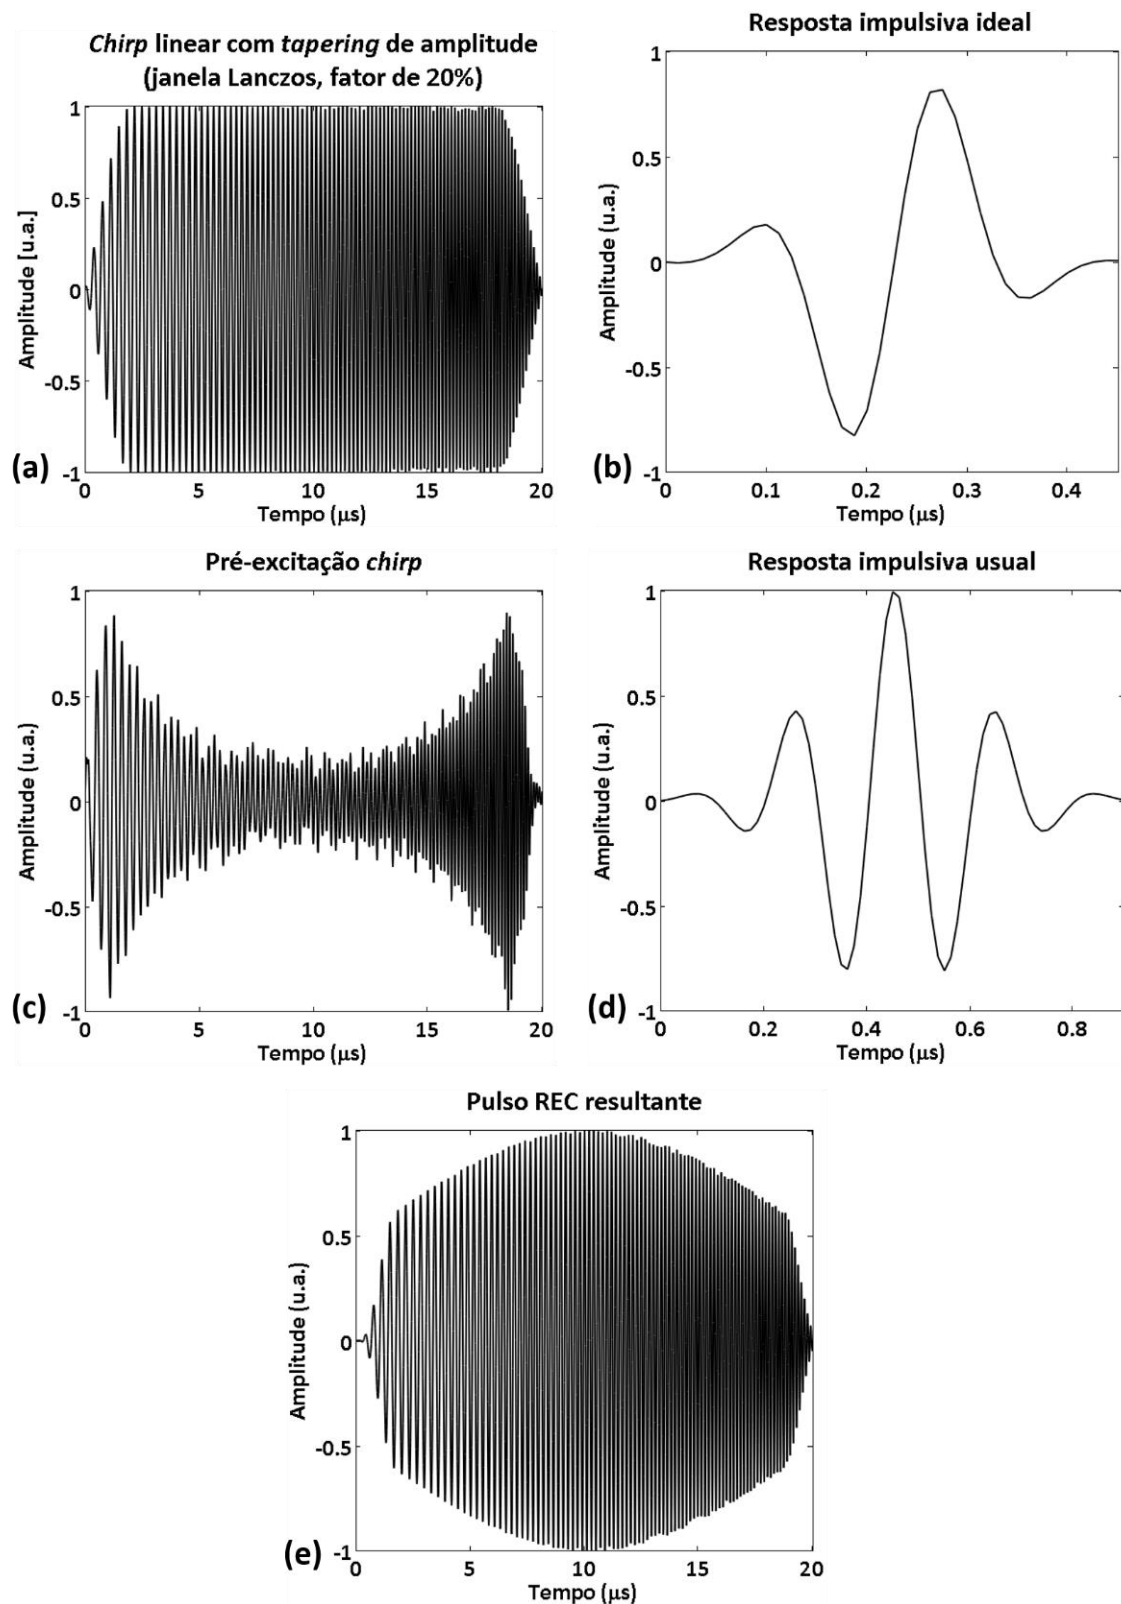 Chirp linear com tapering de amplitude
(janela Lanczos, fator de 20%)
1
0.5
0
-0.5
-1
Amplitude [u.a.]
0 5 10 15 20
Tempo (μs)
(a)
Resposta impulsiva ideal
1
0.5
0
-0.5
-1
Amplitude (u.a.)
0 0.1 0.2 0.3 0.4
Tempo (μs)
(b)
Pré-excitação chirp
1
0.5
0
-0.5
-1
Amplitude (u.a.)
0 5 10 15 20
Tempo (μs)
(c)
Resposta impulsiva usual
1
0.5
0
-0.5
-1
Amplitude (u.a.)
0 0.2 0.4 0.6 0.8
Tempo (μs)
(d)
Pulso REC resultante
1
0.5
0
-0.5
-1
Amplitude (u.a.)
0 5 10 15 20
Tempo (μs)
(e)